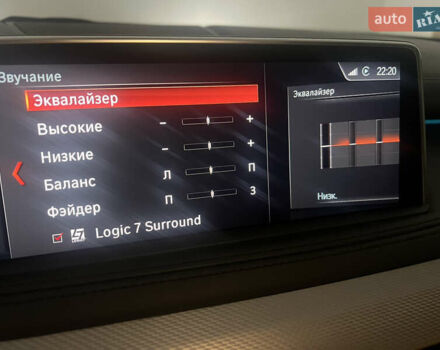 auto RIA
Звучание
22:20
Эквалайзер
Эквалайзер
Высокие - +
Низкие - +
Баланс Л П
Фэйдер П З
Logic 7 Surround
Низк.